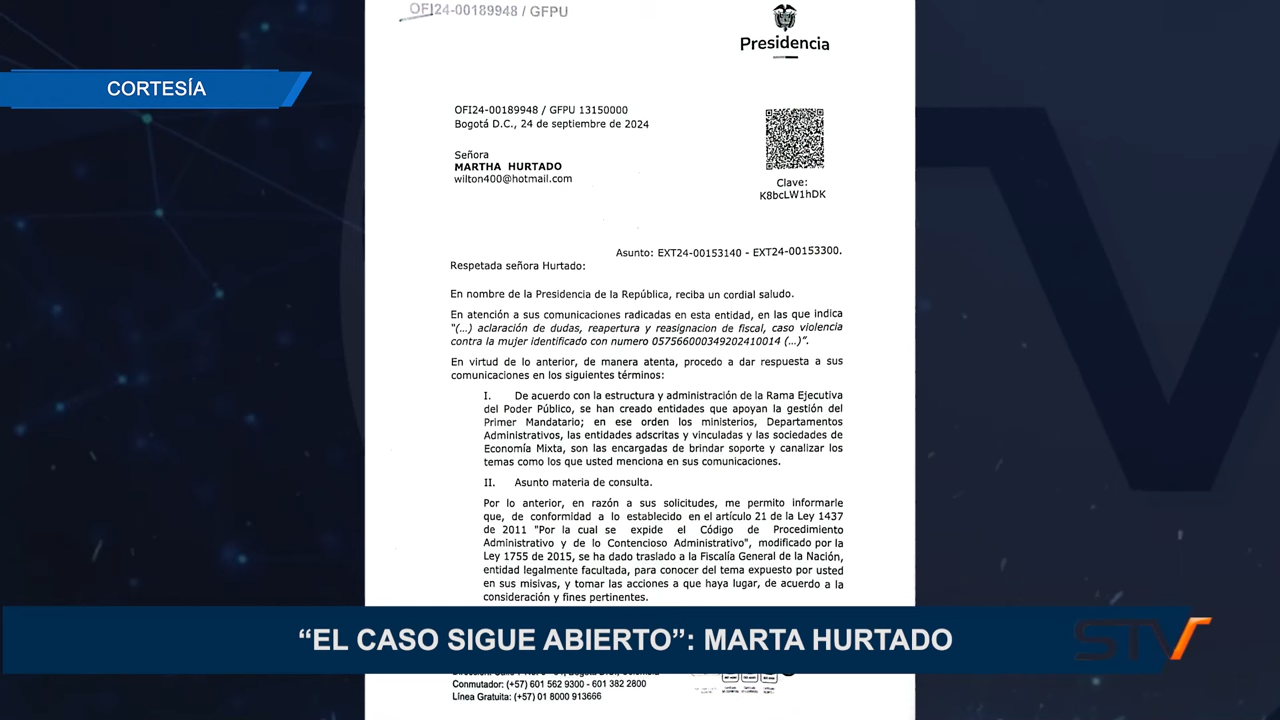 OFI24-00189948 / GFPU
Presidencia
CORTESÍA
OFI24-00189948 / GFPU 13150000
Bogotá D.C., 24 de septiembre de 2024
Señora
MARTHA HURTADO
wilton400@hotmail.com
Clave:
K8bcLW1hDK
Asunto: EXT24-00153140 - EXT24-00153300.
Respetada señora Hurtado:
En nombre de la Presidencia de la República, reciba un cordial saludo.
En atención a sus comunicaciones radicadas en esta entidad, en las que indica
“(...) aclaración de dudas, reapertura y reasignacion de fiscal, caso violencia
contra la mujer identificado con numero 057566000349202410014 (...)”.
En virtud de lo anterior, de manera atenta, procedo a dar respuesta a sus
comunicaciones en los siguientes términos:
I. De acuerdo con la estructura y administración de la Rama Ejecutiva
del Poder Público, se han creado entidades que apoyan la gestión del
Primer Mandatario; en ese orden los ministerios, Departamentos
Administrativos, las entidades adscritas y vinculadas y las sociedades de
Economía Mixta, son las encargadas de brindar soporte y canalizar los
temas como los que usted menciona en sus comunicaciones.
II. Asunto materia de consulta.
Por lo anterior, en razón a sus solicitudes, me permito informarle
que, de conformidad a lo establecido en el artículo 21 de la Ley 1437
de 2011 "Por la cual se expide el Código de Procedimiento
Administrativo y de lo Contencioso Administrativo", modificado por la
Ley 1755 de 2015, se ha dado traslado a la Fiscalía General de la Nación,
entidad legalmente facultada, para conocer del tema expuesto por usted
en sus misivas, y tomar las acciones a que haya lugar, de acuerdo a la
consideración y fines pertinentes.
“EL CASO SIGUE ABIERTO”: MARTA HURTADO
STV
Conmutador: (+57) 601 562 9300 - 601 382 2800
Línea Gratuita: (+57) 01 8000 913666